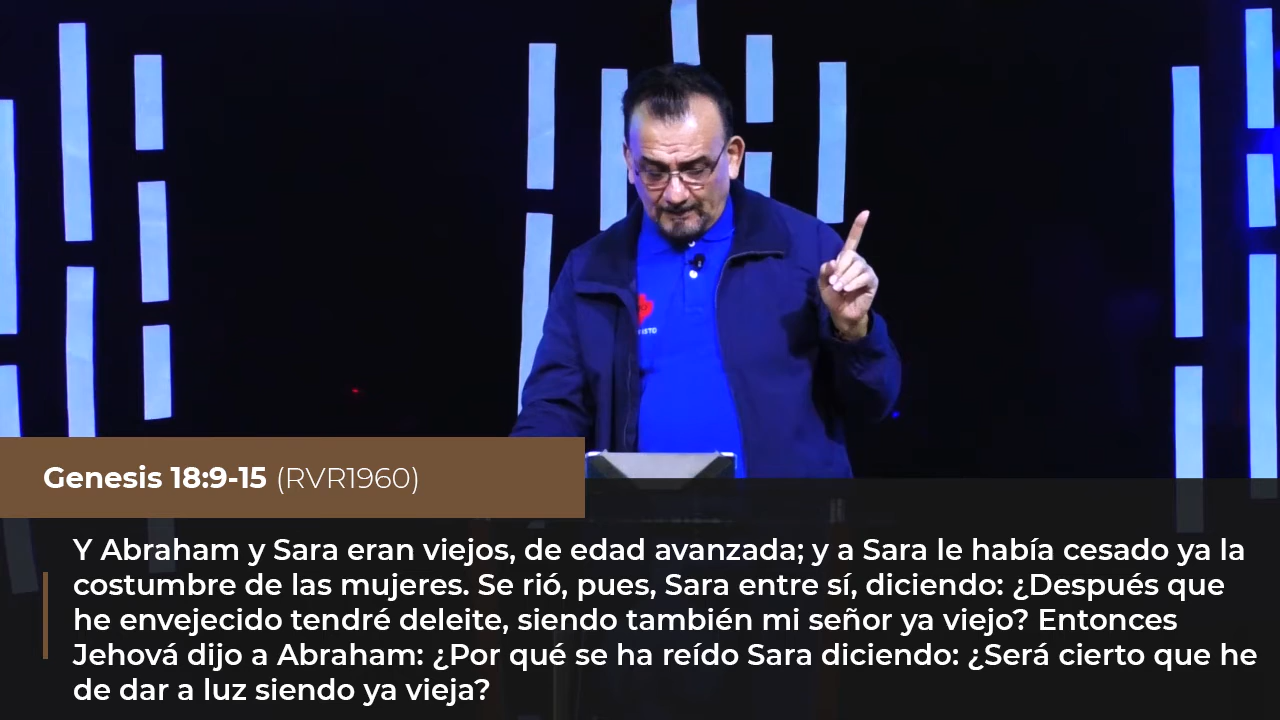 ISTO
Genesis 18:9-15 (RVR1960)
Y Abraham y Sara eran viejos, de edad avanzada; y a Sara le había cesado ya la
costumbre de las mujeres. Se rió, pues, Sara entre sí, diciendo: ¿Después que
he envejecido tendré deleite, siendo también mi señor ya viejo? Entonces
Jehová dijo a Abraham: ¿Por qué se ha reído Sara diciendo: ¿Será cierto que he
de dar a luz siendo ya vieja?